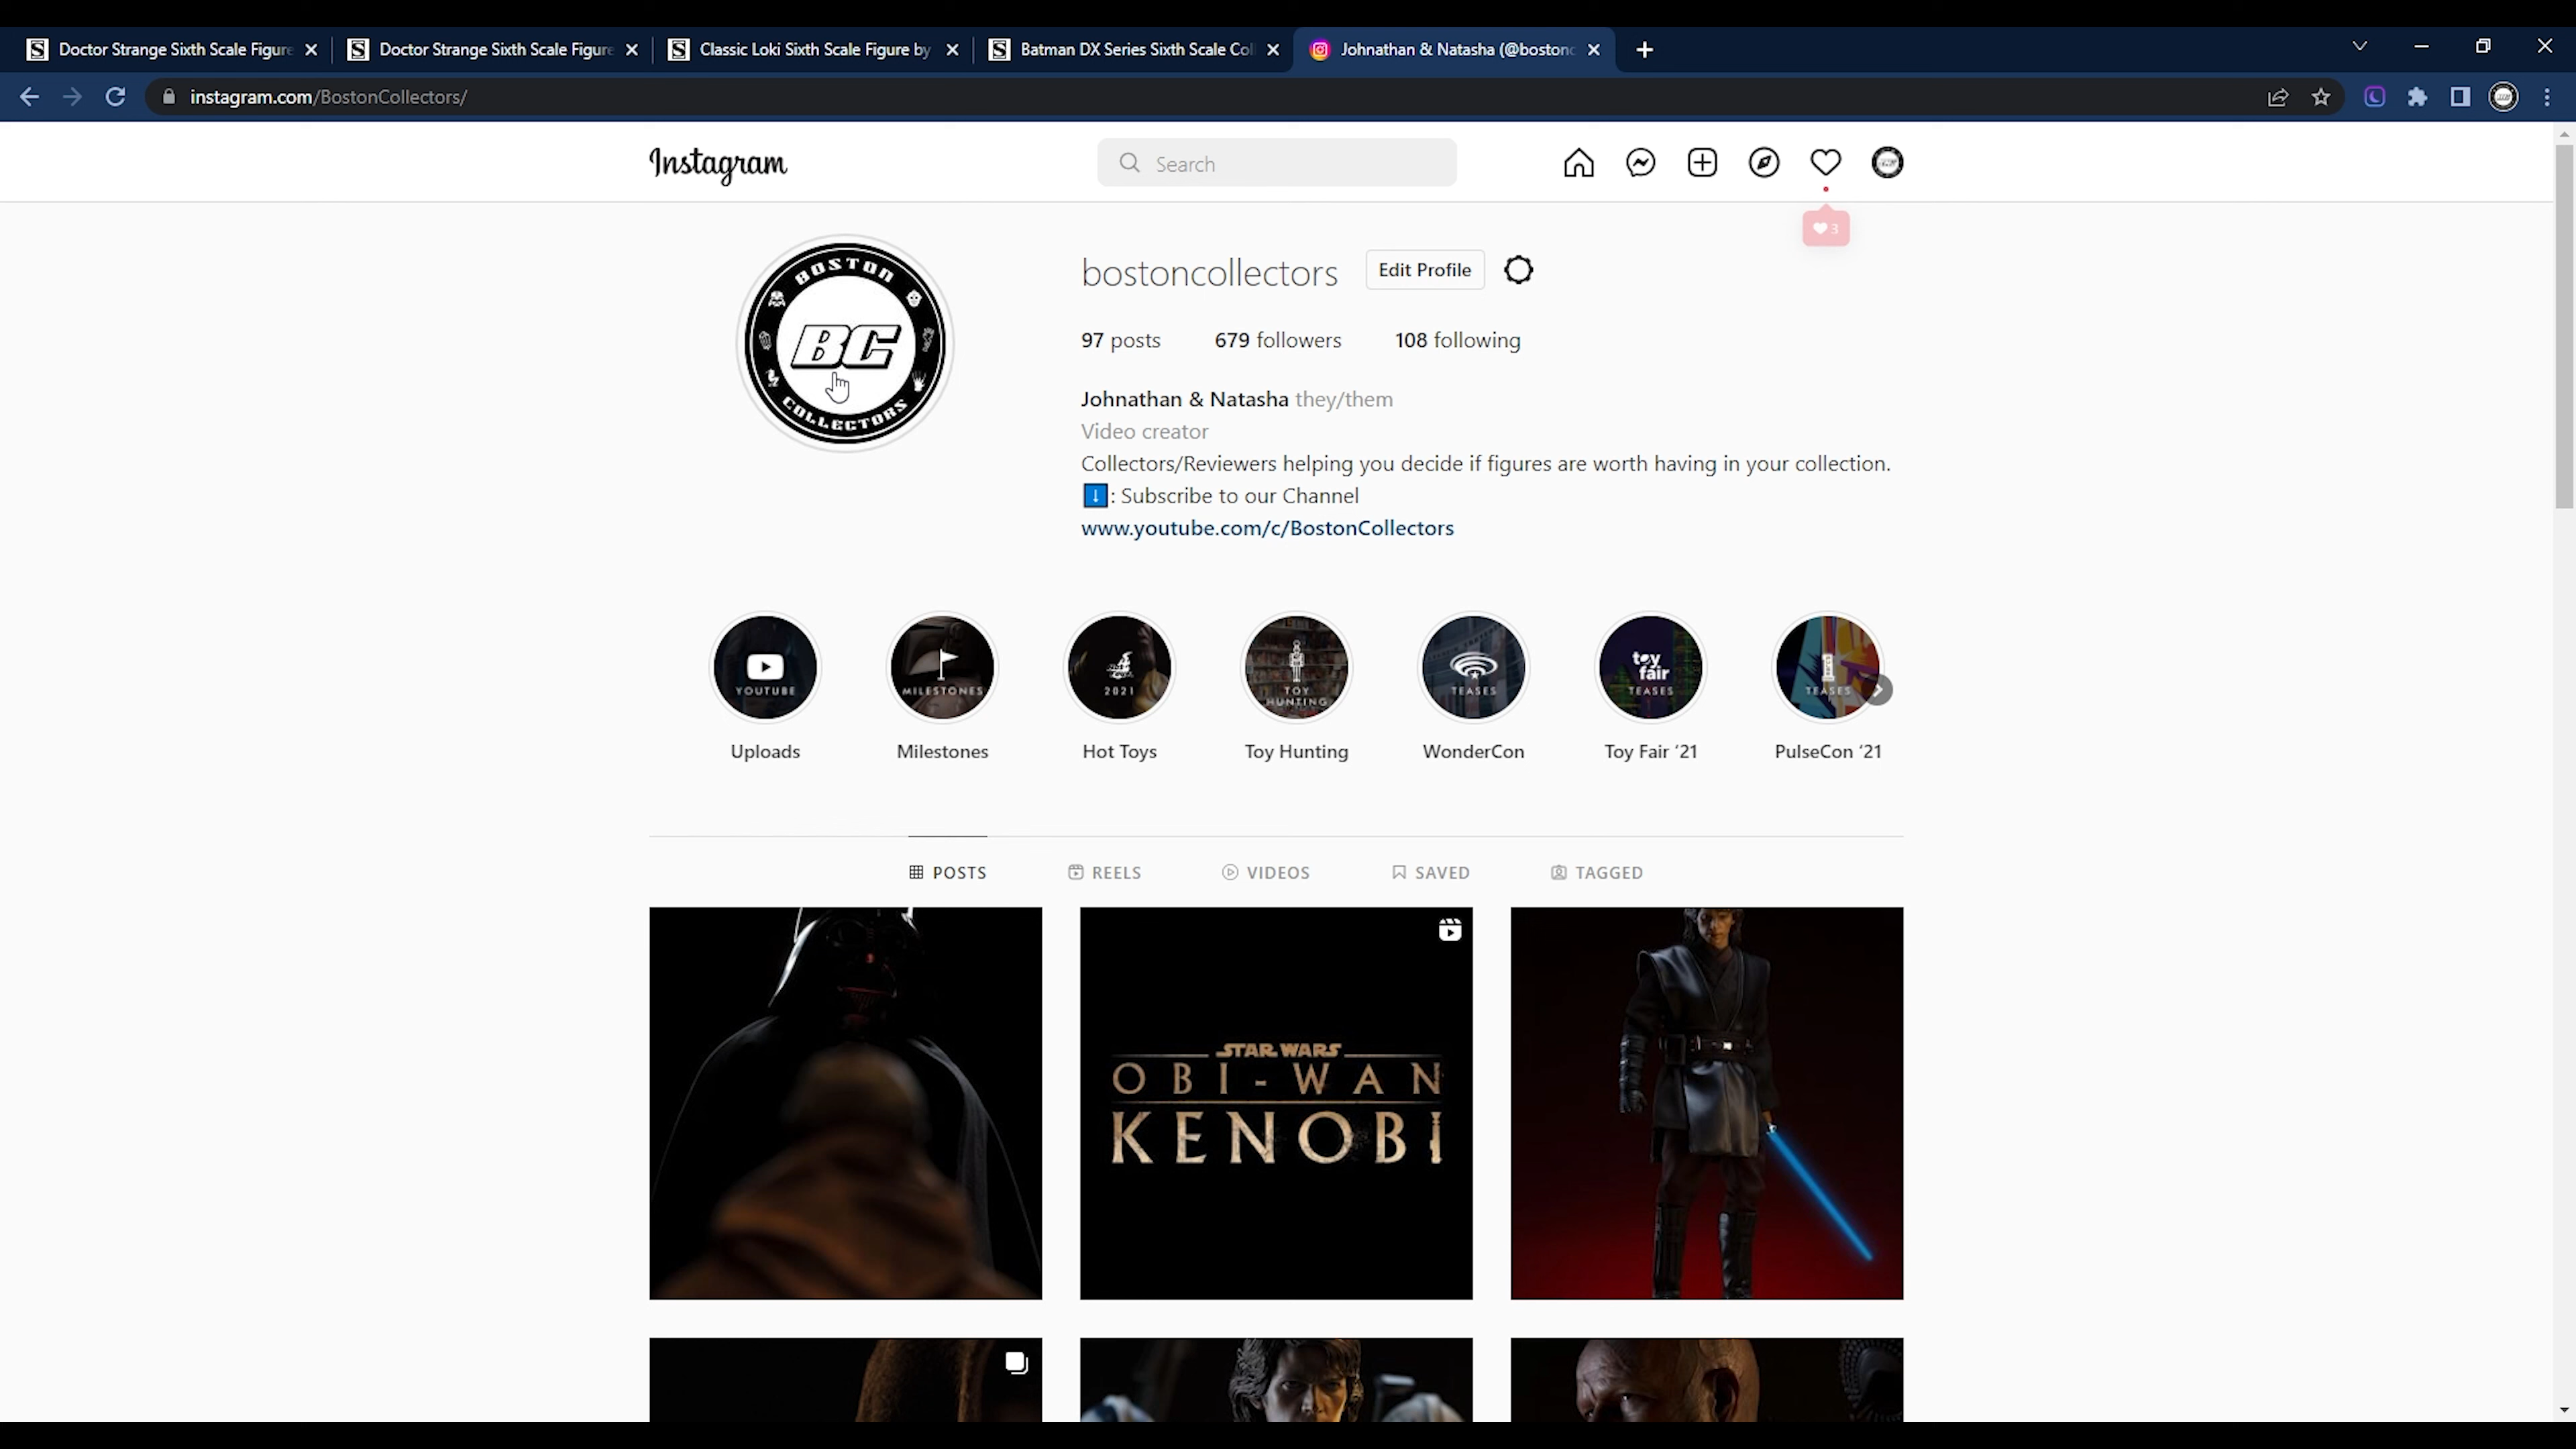 Doctor Strange Sixth Scale Figure
Doctor Strange Sixth Scale Figure
Classic Loki Sixth Scale Figure by
Batman DX Series Sixth Scale Col
Johnathan & Natasha (@bostonc
instagram.com/BostonCollectors/
Instagram
Search
3
BOSTON
BC
COLLECTORS
bostoncollectors
Edit Profile
97 posts 679 followers 108 following
Johnathan & Natasha they/them
Video creator
Collectors/Reviewers helping you decide if figures are worth having in your collection.
⬇️: Subscribe to our Channel
www.youtube.com/c/BostonCollectors
YOUTUBE
MILESTONES
2021
TOY HUNTING
TEASES
toy fair
TEASES
TEASES
Uploads
Milestones
Hot Toys
Toy Hunting
WonderCon
Toy Fair '21
PulseCon '21
POSTS
REELS
VIDEOS
SAVED
TAGGED
STAR WARS
OBI-WAN
KENOBI